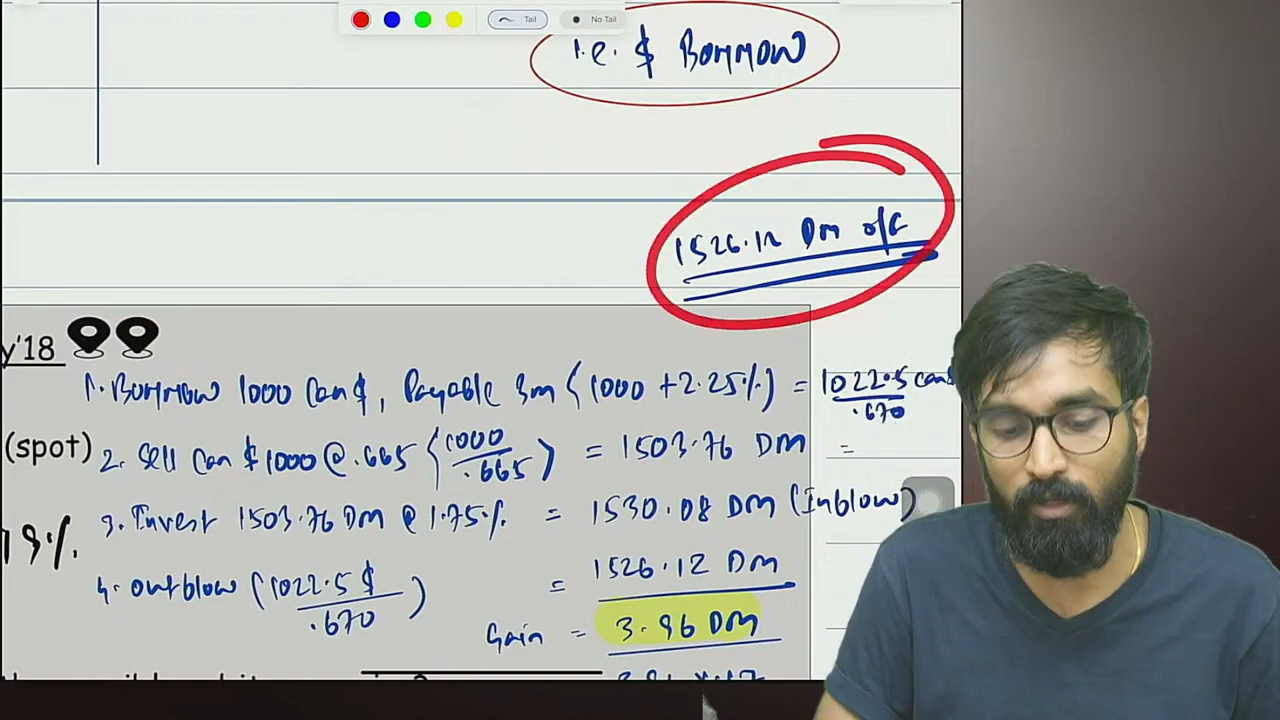 Tail No Tail
i.e. $ Borrow
1526.12 Dm o/f
y'18
1. Borrow 1000 Can$, Payable 3m (1000 + 2.25%) = 1022.5 can$
.670
(spot) 2. Sell Can $1000 @ .665 (1000/.665) = 1503.76 DM =
3. Invest 1503.76 DM @ 1.75% = 1530.08 DM (Inflow)
19%
4. outflow (1022.5 $/.670) = 1526.12 DM
Gain = 3.96 DM